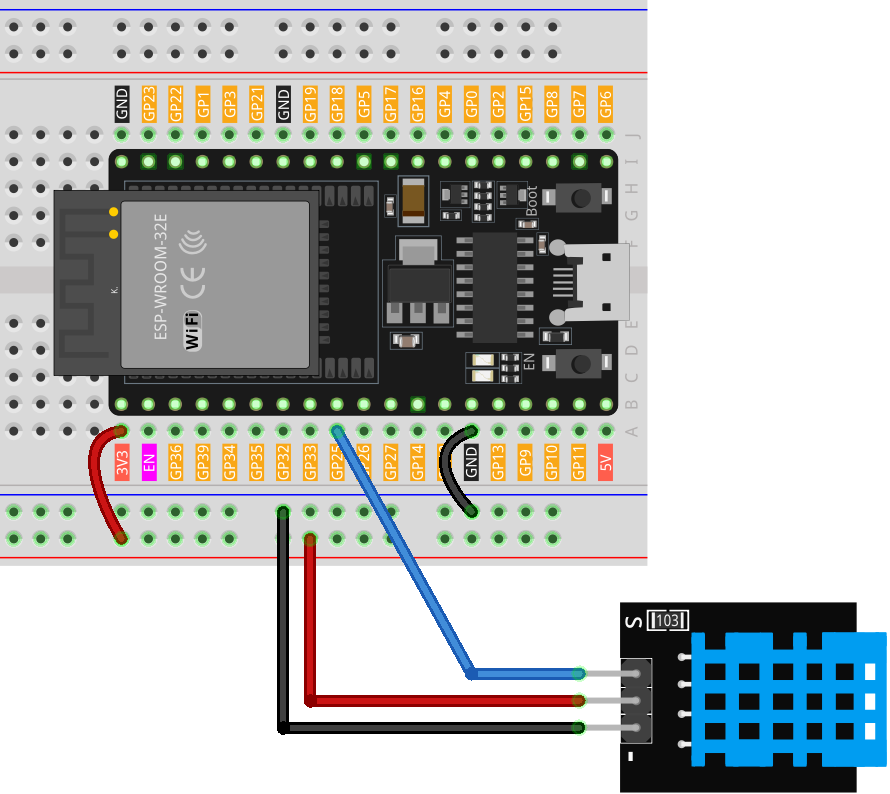 GND GP23 GP22 GP1 GP3 GP21 GND GP19 GP18 GP5 GP17 GP16 GP4 GP0 GP2 GP15 GP8 GP7 GP6
J
I
H
G
F
E
D
C
B
A
ESP-WROOM-32E
CE
WiFi
K.
Boot
EN
3V3 EN GP36 GP39 GP34 GP35 GP32 GP33 GP25 GP27 GP14 GND GP13 GP9 GP10 GP11 5V
S
103
-